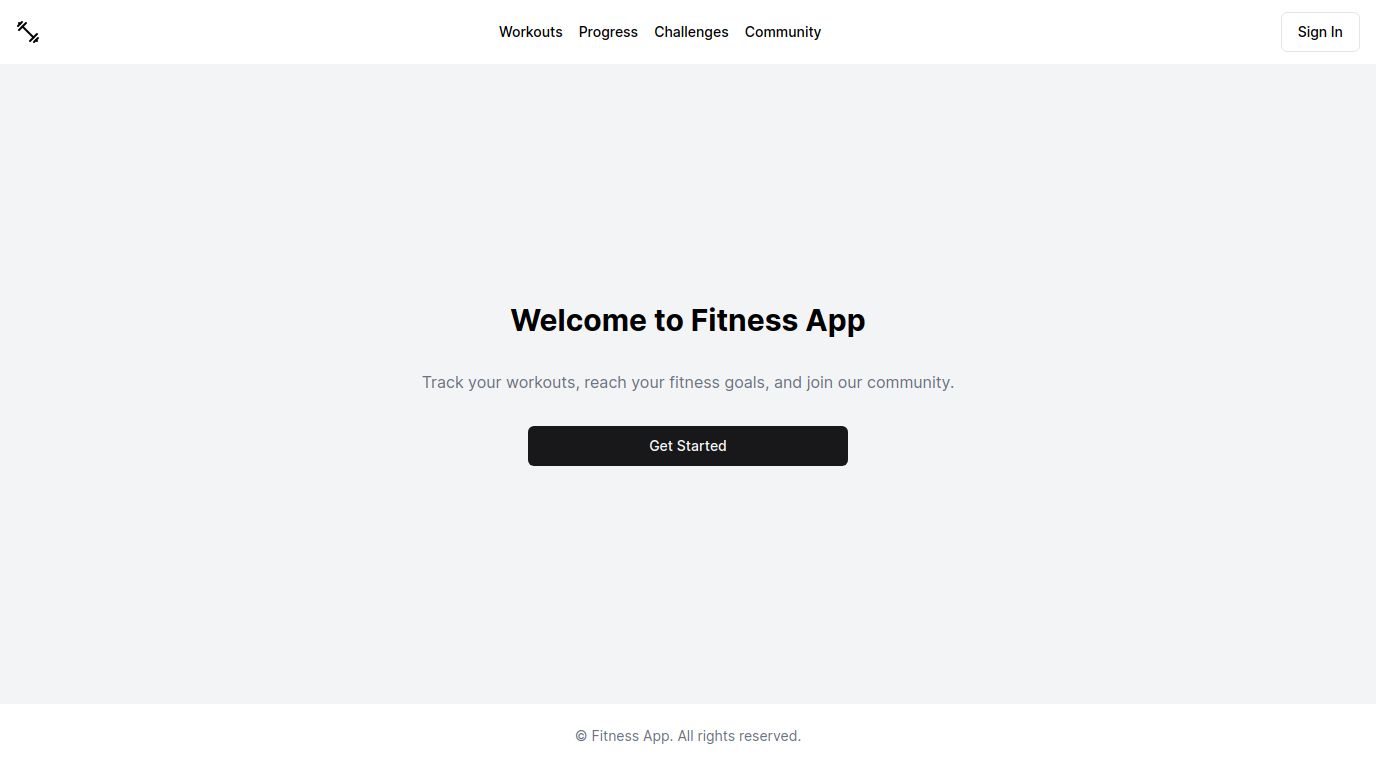 Workouts Progress Challenges Community Sign In
Welcome to Fitness App
Track your workouts, reach your fitness goals, and join our community.
Get Started
© Fitness App. All rights reserved.